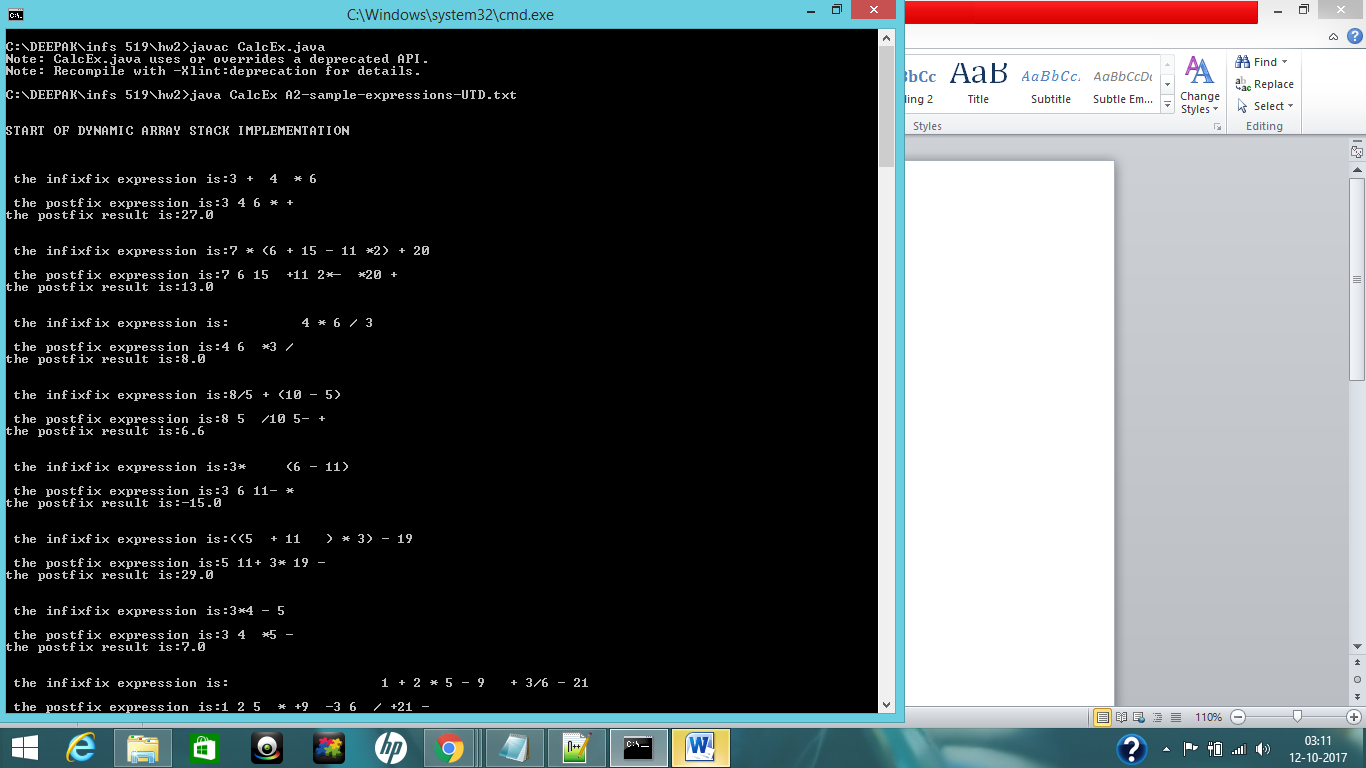 C:\Windows\system32\cmd.exe
C:\DEEPAK\infs 519\hw2>javac CalcEx.java
Note: CalcEx.java uses or overrides a deprecated API.
Note: Recompile with -Xlint:deprecation for details.
C:\DEEPAK\infs 519\hw2>java CalcEx A2-sample-expressions-UTD.txt
START OF DYNAMIC ARRAY STACK IMPLEMENTATION
the infixfix expression is:3 +  4  * 6
the postfix expression is:3 4 6 * +
the postfix result is:27.0
the infixfix expression is:7 * (6 + 15 - 11 *2) + 20
the postfix expression is:7 6 15  +11 2*-  *20 +
the postfix result is:13.0
the infixfix expression is:         4 * 6 / 3
the postfix expression is:4 6  *3 /
the postfix result is:8.0
the infixfix expression is:8/5 + (10 - 5)
the postfix expression is:8 5  /10 5- +
the postfix result is:6.6
the infixfix expression is:3*     (6 - 11)
the postfix expression is:3 6 11- *
the postfix result is:-15.0
the infixfix expression is:((5  + 11   ) * 3) - 19
the postfix expression is:5 11+ 3* 19 -
the postfix result is:29.0
the infixfix expression is:3*4 - 5
the postfix expression is:3 4  *5 -
the postfix result is:7.0
the infixfix expression is:                   1 + 2 * 5 - 9   + 3/6 - 21
the postfix expression is:1 2 5  * +9  -3 6  / +21 -
bCc AaB AaBbCc. AaBbCcDc
ing 2 Title Subtitle Subtle Em...
Change Styles
Find
Replace
Select
Styles
Editing
110%
hp
C:\._
N++
W
03:11
12-10-2017